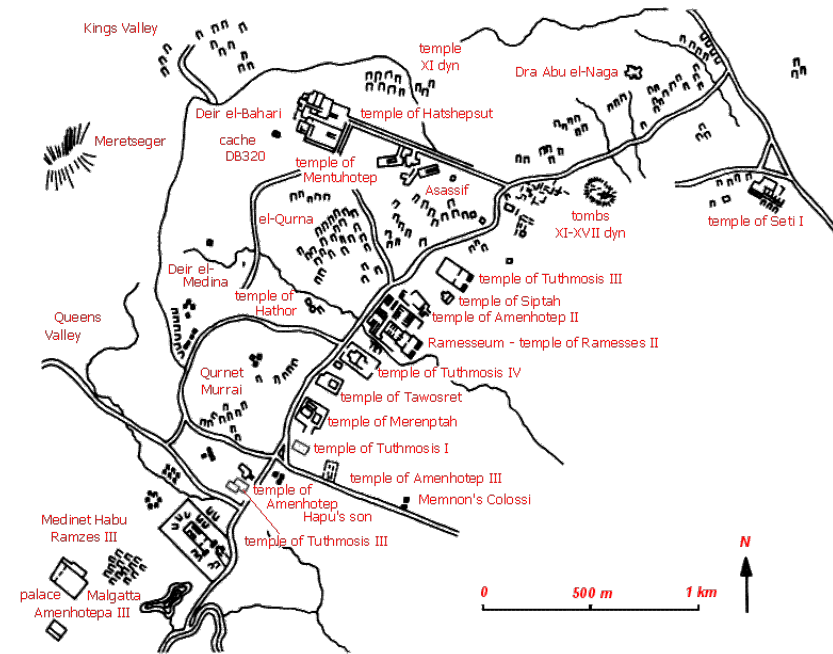 Kings Valley
temple
XI dyn
Dra Abu el-Naga
Deir el-Bahari
temple of Hatshepsut
Meretseger
cache
DB320
temple of
Mentuhotep
Asassif
el-Qurna
tombs
XI-XVII dyn
temple of Seti I
Deir el-
Medina
temple of Tuthmosis III
temple of
Hathor
temple of Siptah
temple of Amenhotep II
Queens
Valley
Ramesseum - temple of Ramesses II
Qurnet
Murrai
temple of Tuthmosis IV
temple of Tawosret
temple of Merenptah
temple of Tuthmosis I
temple of Amenhotep III
temple of
Amenhotep
Hapu's son
Memnon's Colossi
Medinet Habu
Ramzes III
temple of Tuthmosis III
palace
Malgatta
Amenhotepa III
N
0
500 m
1 km